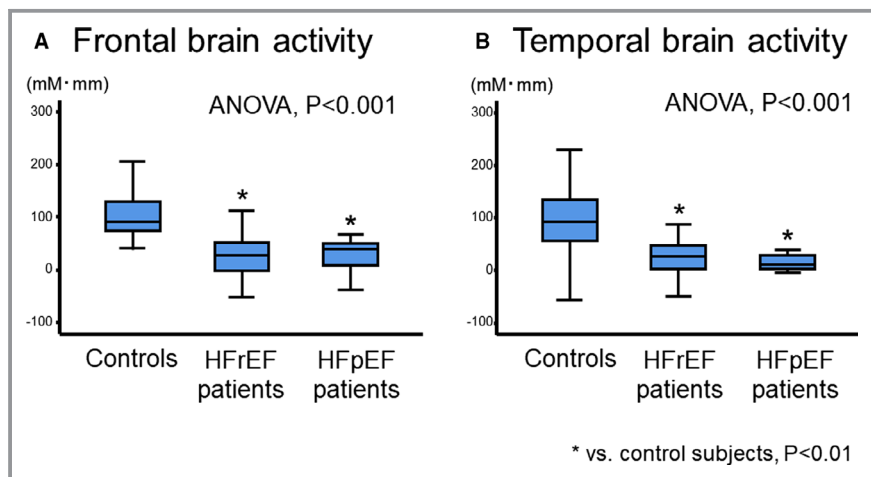 A Frontal brain activity
(mM·mm)
ANOVA, P<0.001
300
200
100
0
-100
*
*
Controls
HFrEF
patients
HFpEF
patients
B Temporal brain activity
(mM·mm)
ANOVA, P<0.001
300
200
100
0
-100
*
*
Controls
HFrEF
patients
HFpEF
patients
* vs. control subjects, P<0.01